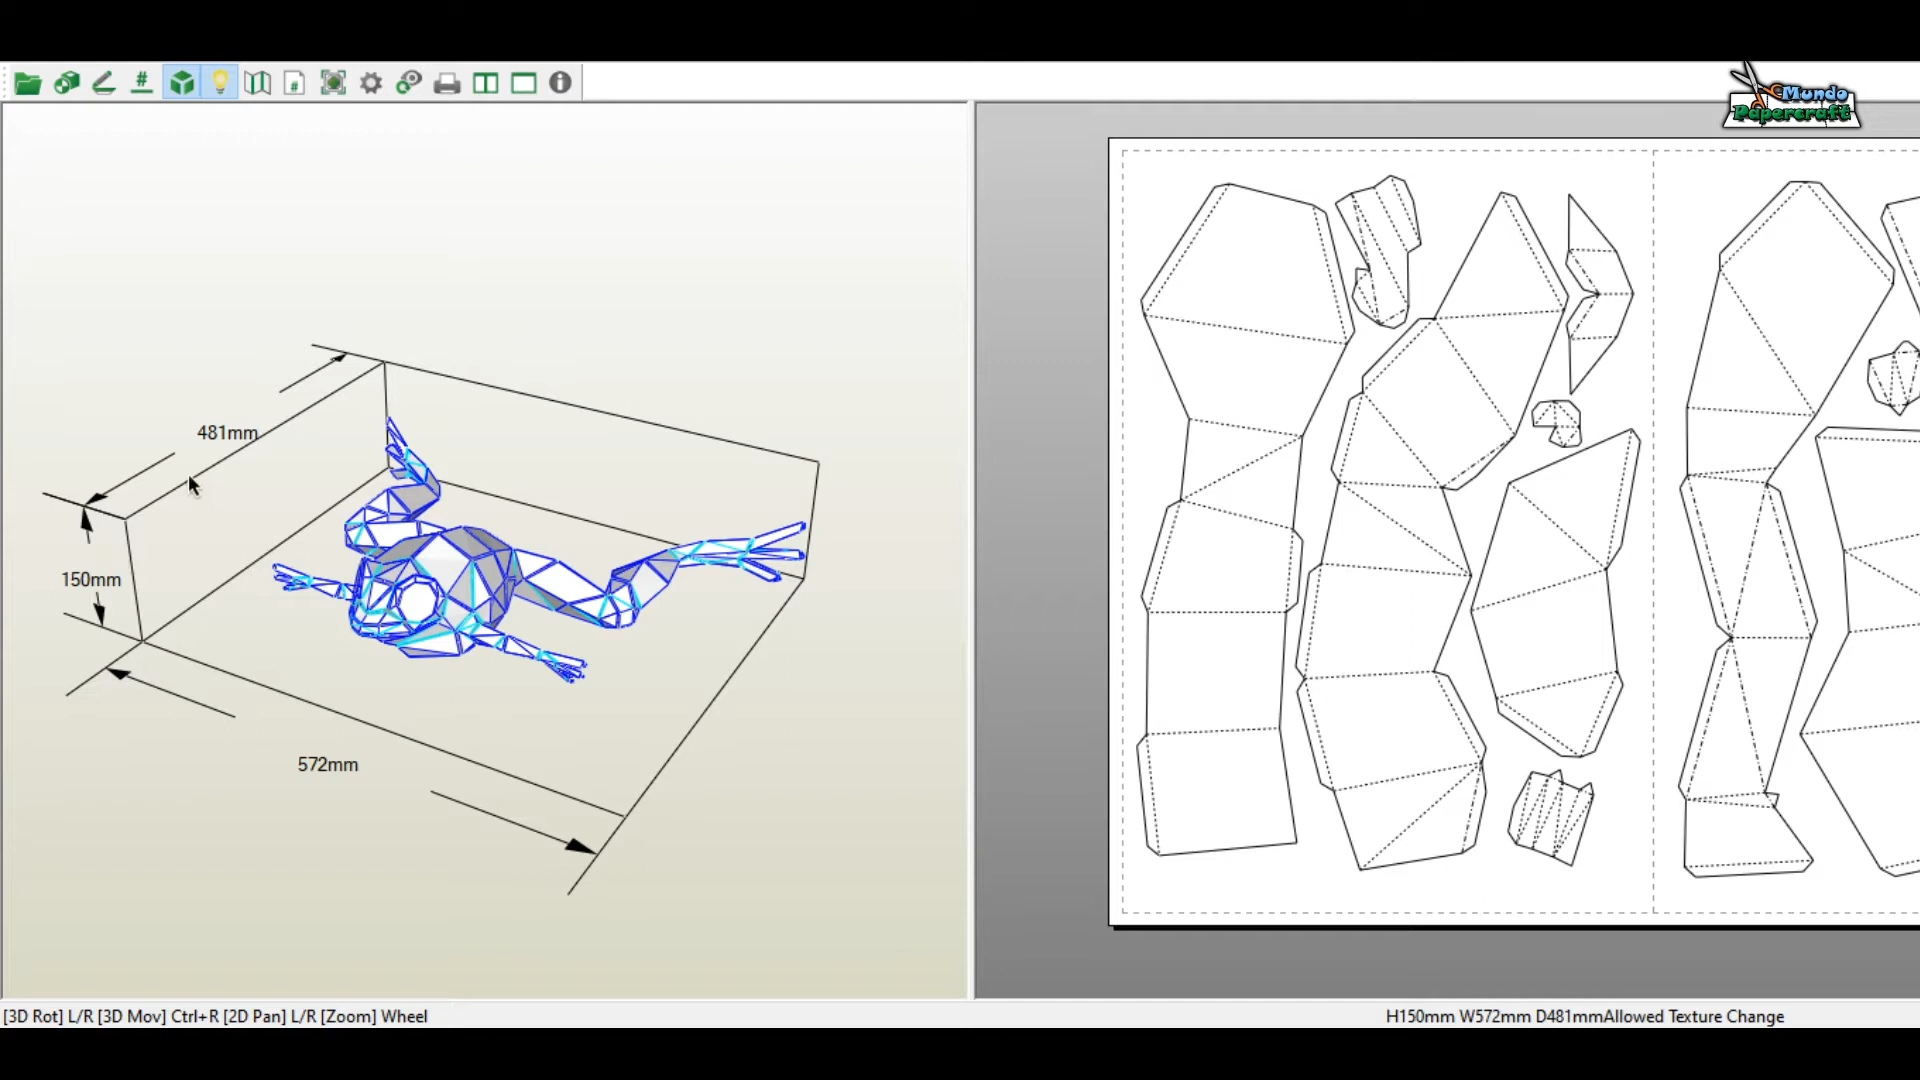 Mundo
Papercraft
481mm
150mm
572mm
[3D Rot] L/R [3D Mov] Ctrl+R [2D Pan] L/R [Zoom] Wheel
H150mm W572mm D481mmAllowed Texture Change